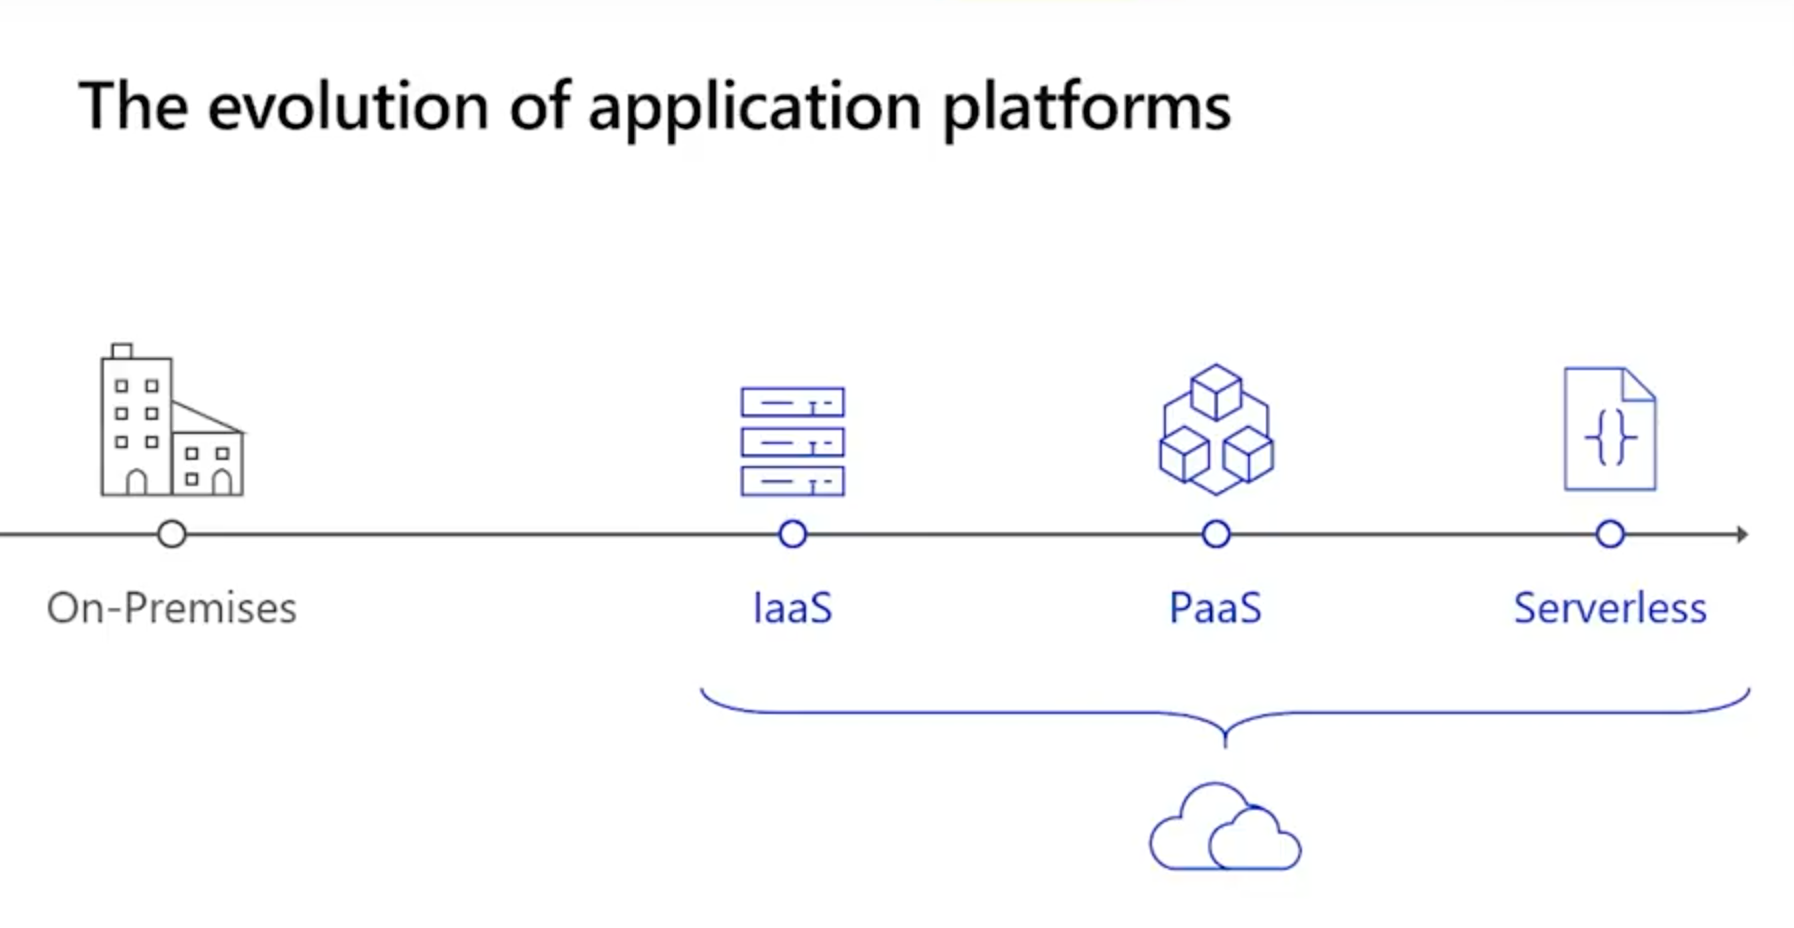 The evolution of application platforms
On-Premises
IaaS
PaaS
Serverless